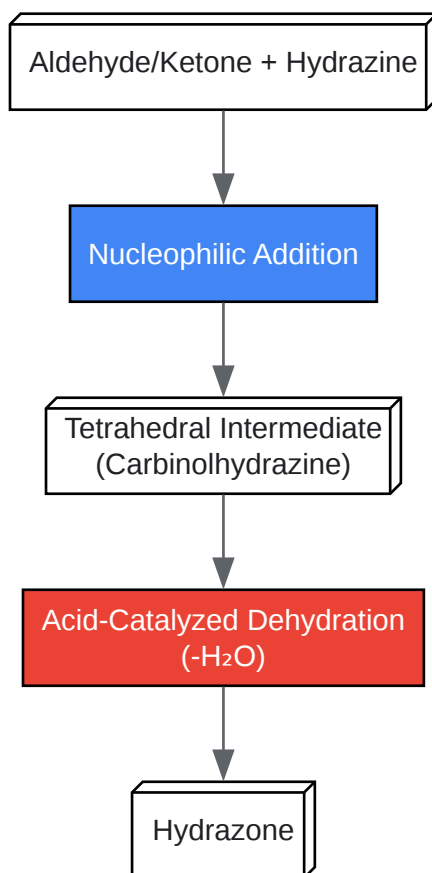 Aldehyde/Ketone + Hydrazine
Nucleophilic Addition
Tetrahedral Intermediate
(Carbinolhydrazine)
Acid-Catalyzed Dehydration
(-H₂O)
Hydrazone